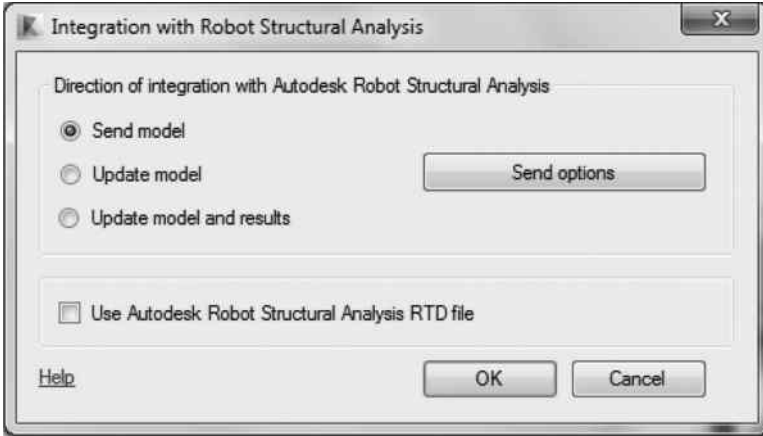 Integration with Robot Structural Analysis
Direction of integration with Autodesk Robot Structural Analysis
Send model
Update model
Send options
Update model and results
Use Autodesk Robot Structural Analysis RTD file
Help
OK
Cancel